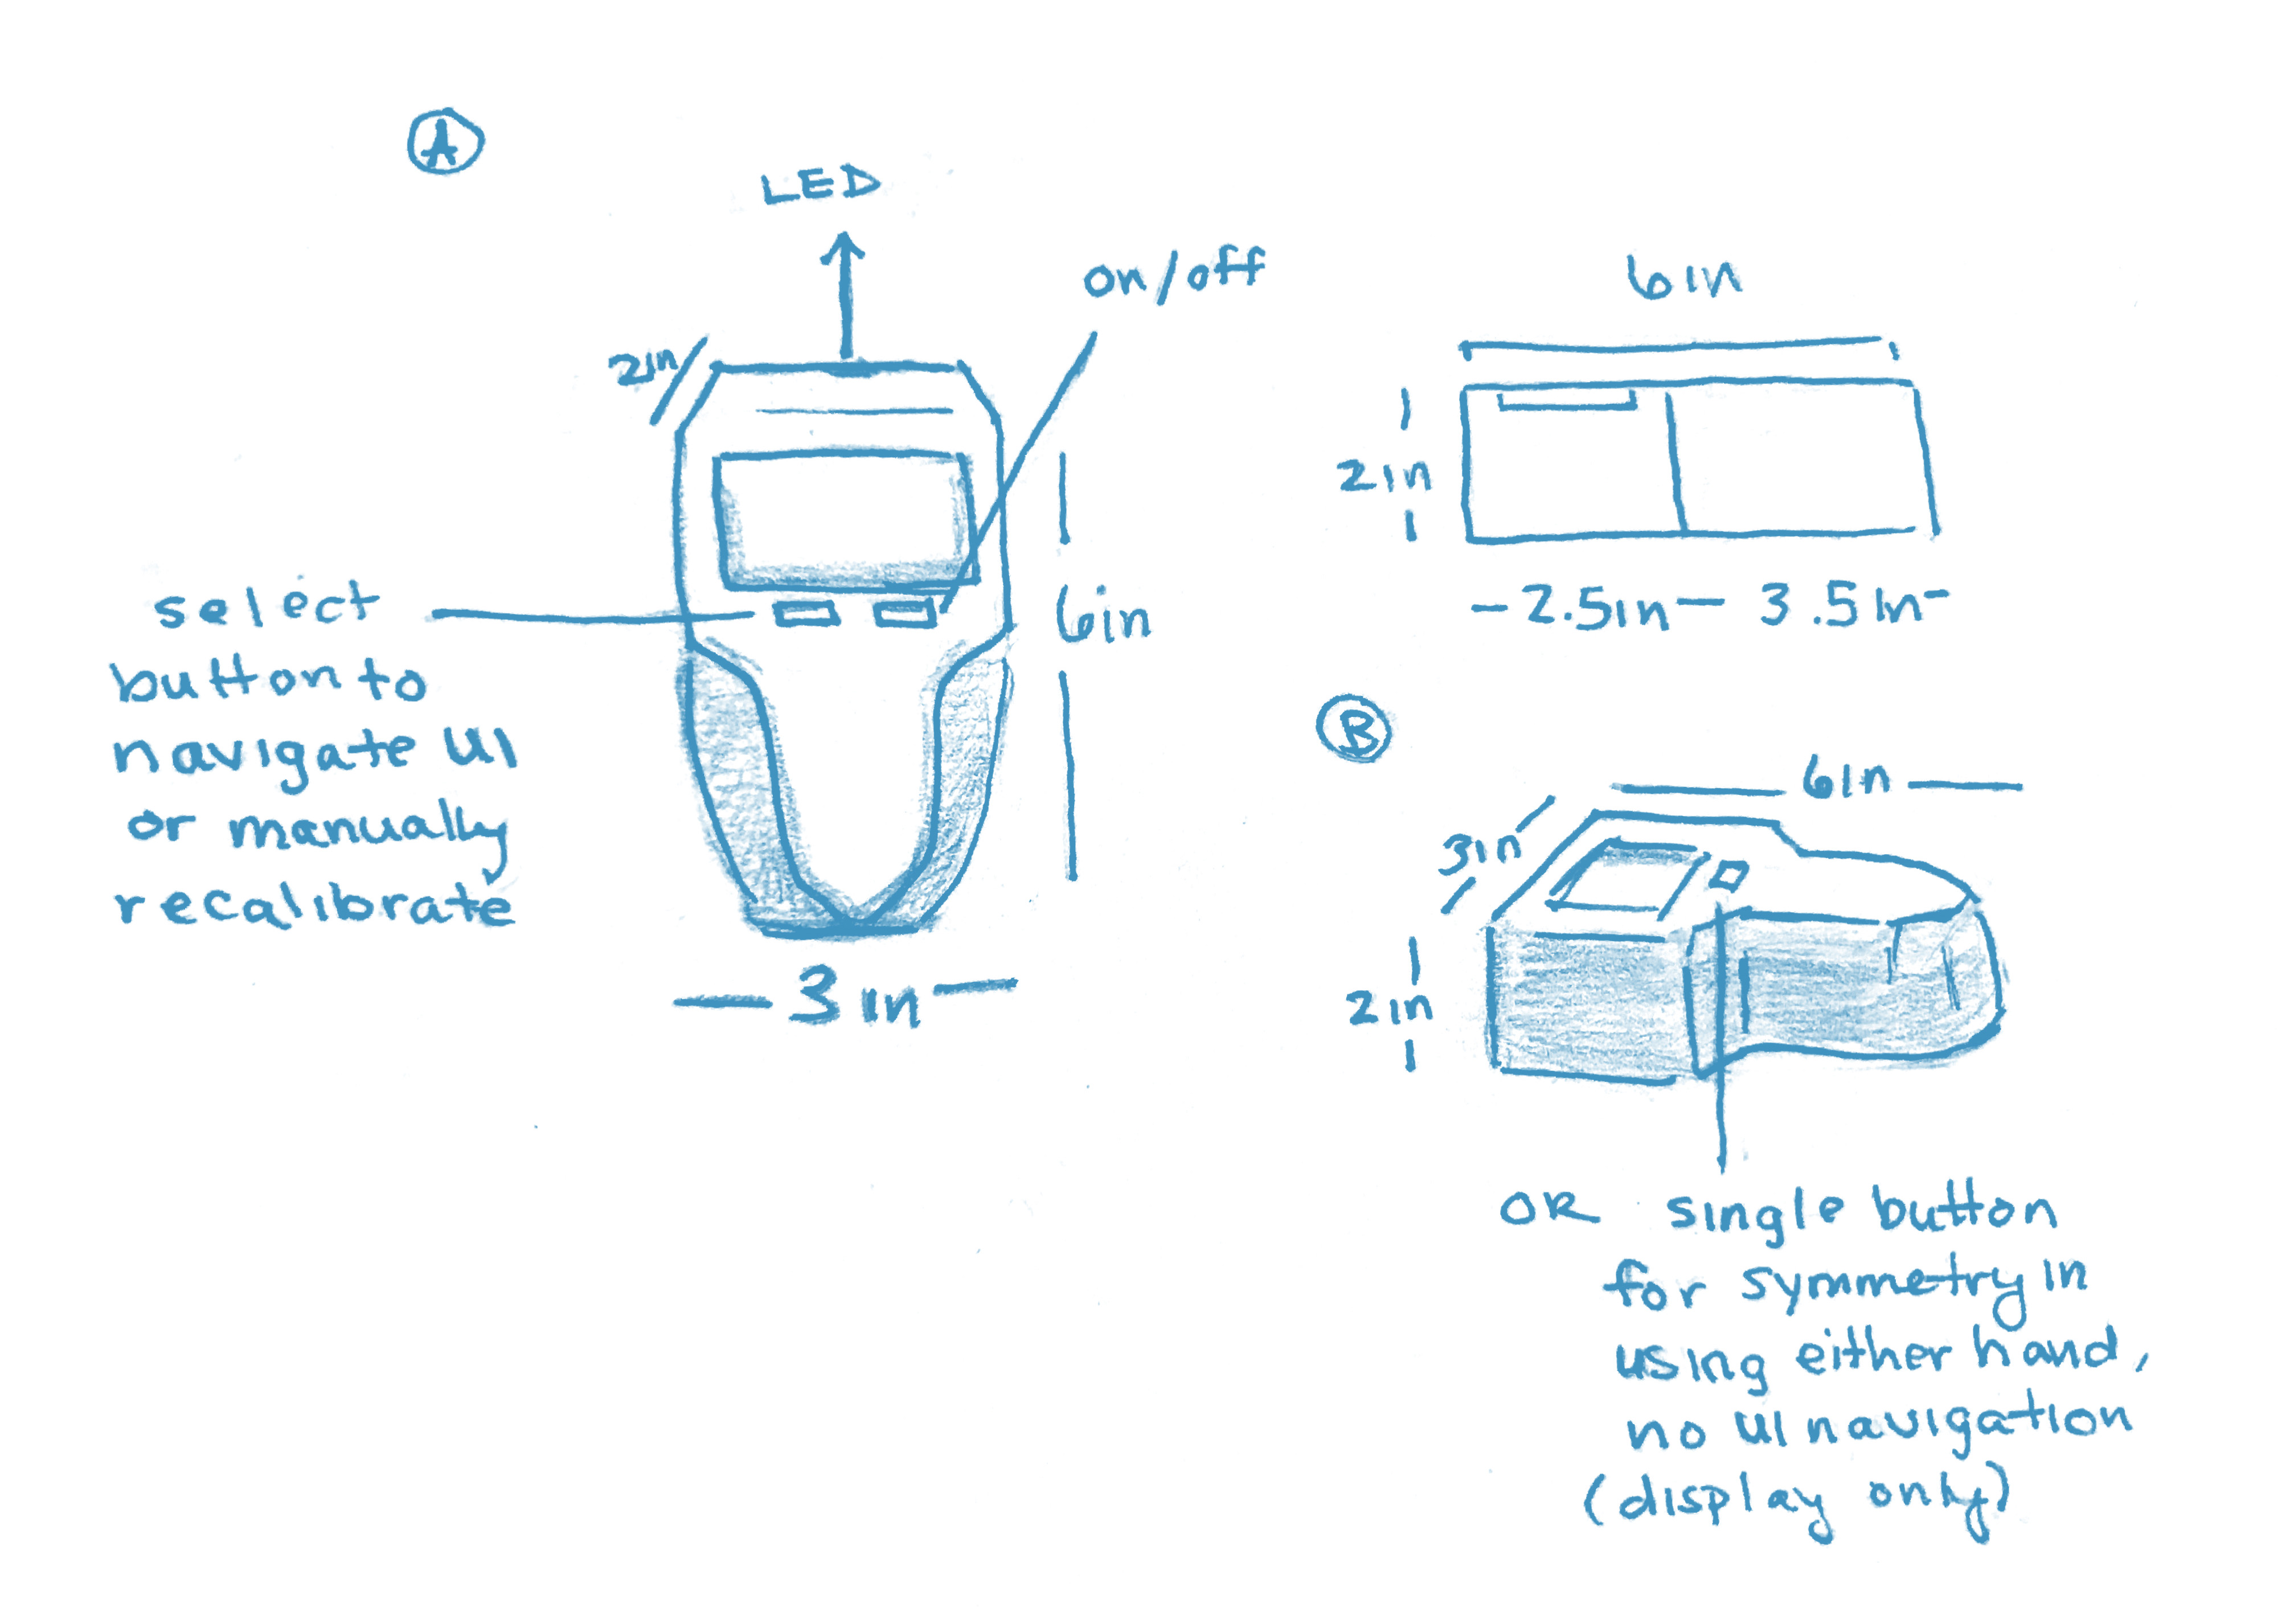 A
LED
on/off
2in
6in
select
button to
navigate UI
or manually
recalibrate
3in
6in
2in
-2.5in- 3.5in-
B
6in
3in
2in
OR single button
for symmetry in
using either hand,
no UI navigation
(display only)